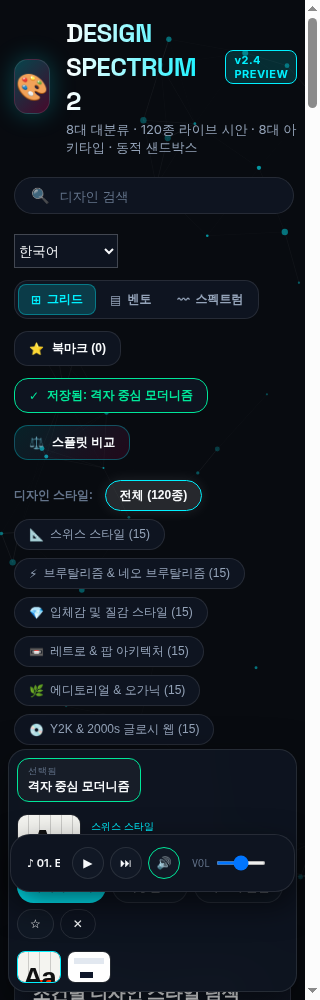 DESIGN
SPECTRUM
2
v2.4
PREVIEW
8대 대분류 · 120종 라이브 시안 · 8대 아
키타입 · 동적 샌드박스
디자인 검색
한국어
그리드
벤토
스펙트럼
북마크 (0)
✓ 저장됨: 격자 중심 모더니즘
스플릿 비교
디자인 스타일:
전체 (120종)
스위스 스타일 (15)
브루탈리즘 & 네오 브루탈리즘 (15)
입체감 및 질감 스타일 (15)
레트로 & 팝 아키텍처 (15)
에디토리얼 & 오가닉 (15)
Y2K & 2000s 글로시 웹 (15)
선택됨
격자 중심 모더니즘
스위스 스타일
♪ 01. E
VOL
Aa